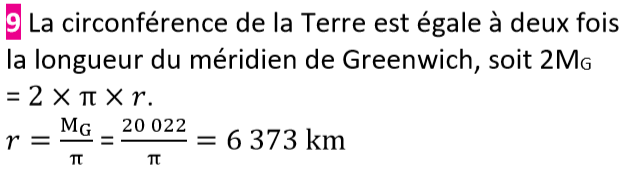 9 La circonférence de la Terre est égale à deux fois
la longueur du méridien de Greenwich, soit 2MG
= 2 × π × r.
r = MG/π = 20 022/π = 6 373 km